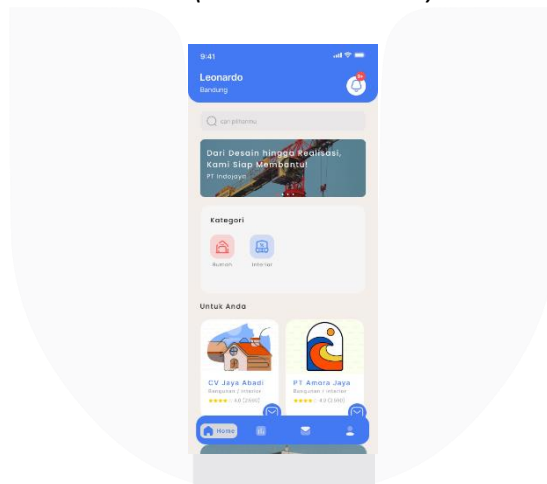 9:41
Leonardo
Bandung
cari pilihanmu
Dari Desain hingga Realisasi,
Kami Siap Membantu!
PT Indojaya
Kategori
Rumah
Interior
Untuk Anda
CV Jaya Abadi
PT Amora Jaya
Bangunan / Interior
Bangunan / Interior
Home